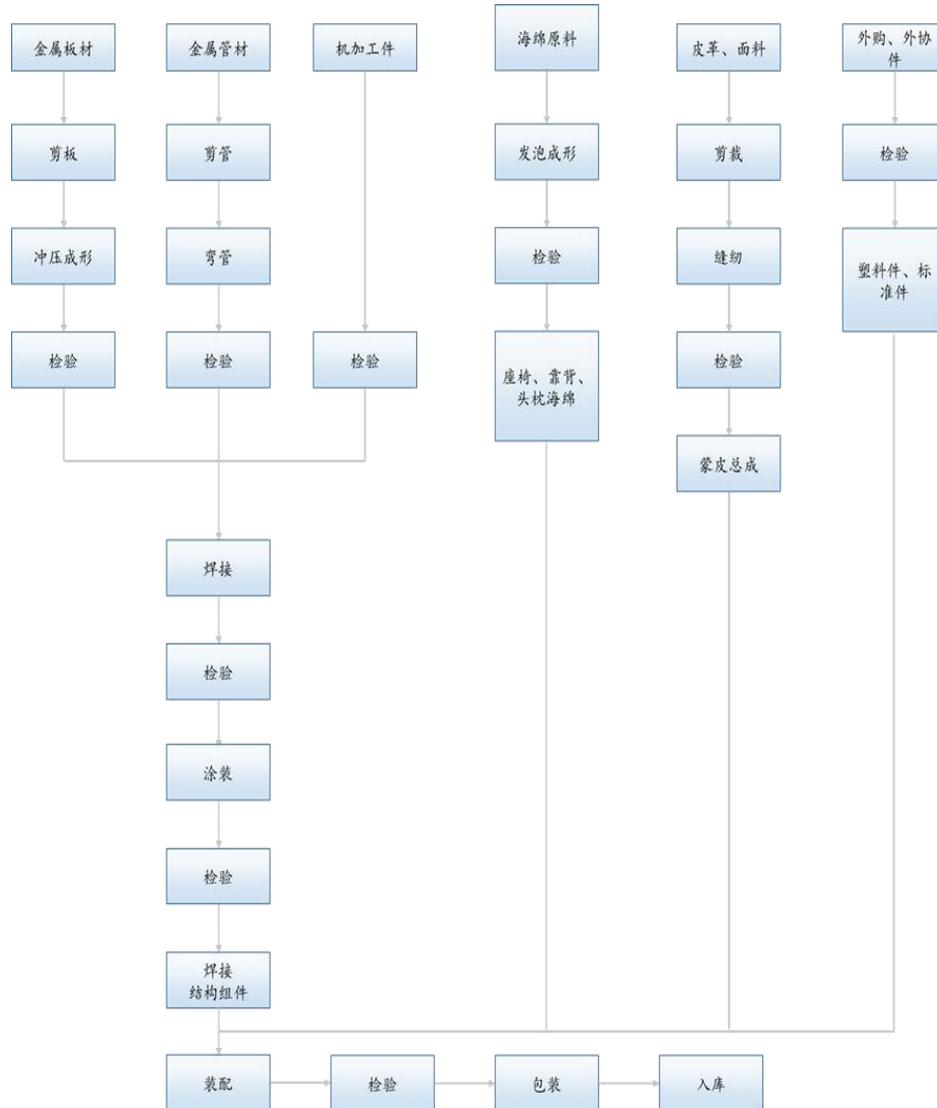 金属板材
金属管材
机加工件
海绵原料
皮革、面料
外购、外协
件
剪板
剪管
发泡成形
剪裁
检验
冲压成形
弯管
检验
缝纫
塑料件、标
准件
检验
检验
检验
座椅、靠背、
头枕海绵
检验
蒙皮总成
焊接
检验
涂装
检验
焊接
结构组件
装配
检验
包装
入库